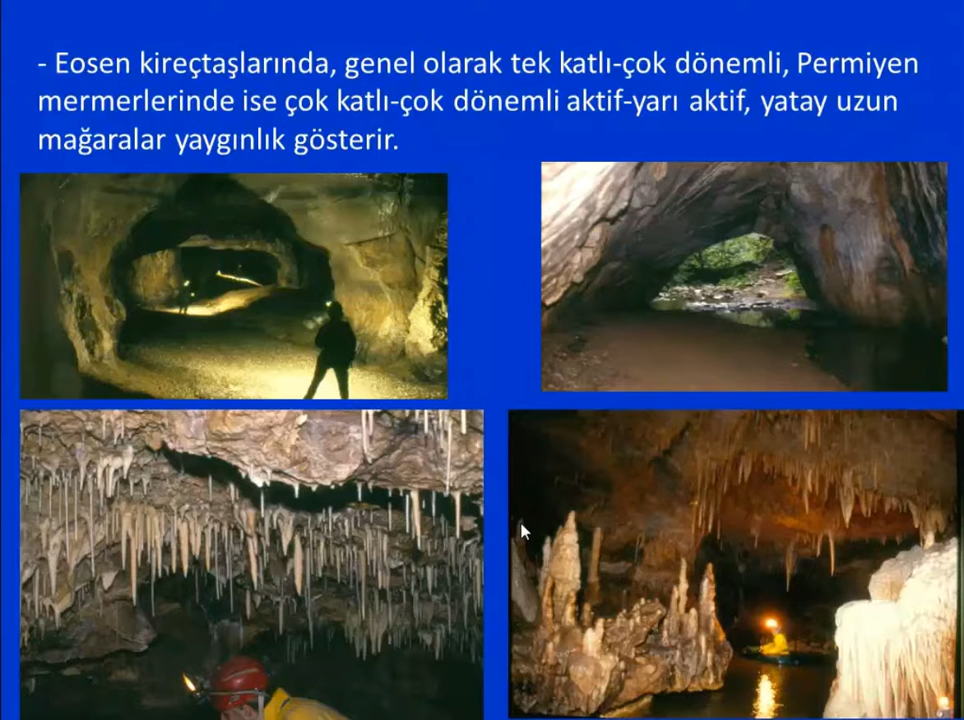 - Eosen kireçtaşlarında, genel olarak tek katlı-çok dönemli, Permiyen
mermerlerinde ise çok katlı-çok dönemli aktif-yarı aktif, yatay uzun
mağaralar yaygınlık gösterir.